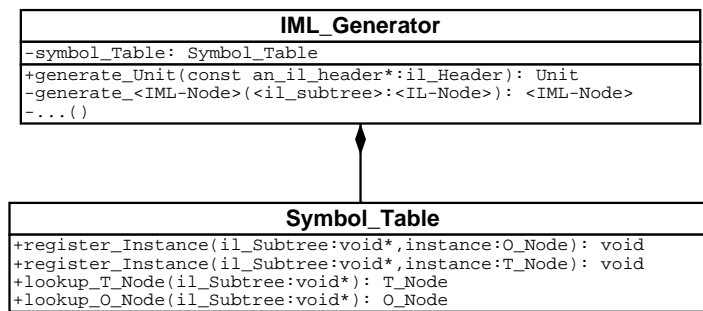 IML_Generator
-symbol_Table: Symbol_Table
+generate_Unit(const an_il_header*:il_Header): Unit
-generate_<IML-Node>(<il_subtree>:<IL-Node>): <IML-Node>
-...()
Symbol_Table
+register_Instance(il_Subtree:void*,instance:O_Node): void
+register_Instance(il_Subtree:void*,instance:T_Node): void
+lookup_T_Node(il_Subtree:void*): T_Node
+lookup_O_Node(il_Subtree:void*): O_Node